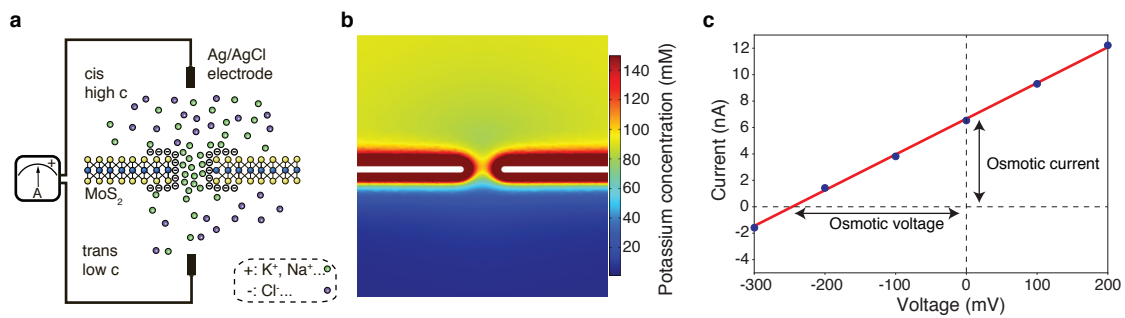 a
Ag/AgCl
electrode
cis
high c
+
A
MoS2
trans
low c
+: K+, Na+...
-: Cl-...
b
140
120
100
80
60
40
20
Potassium concentration (mM)
c
12
10
8
6
4
2
0
-2
-4
Current (nA)
Osmotic current
Osmotic voltage
-300 -200 -100 0 100 200
Voltage (mV)